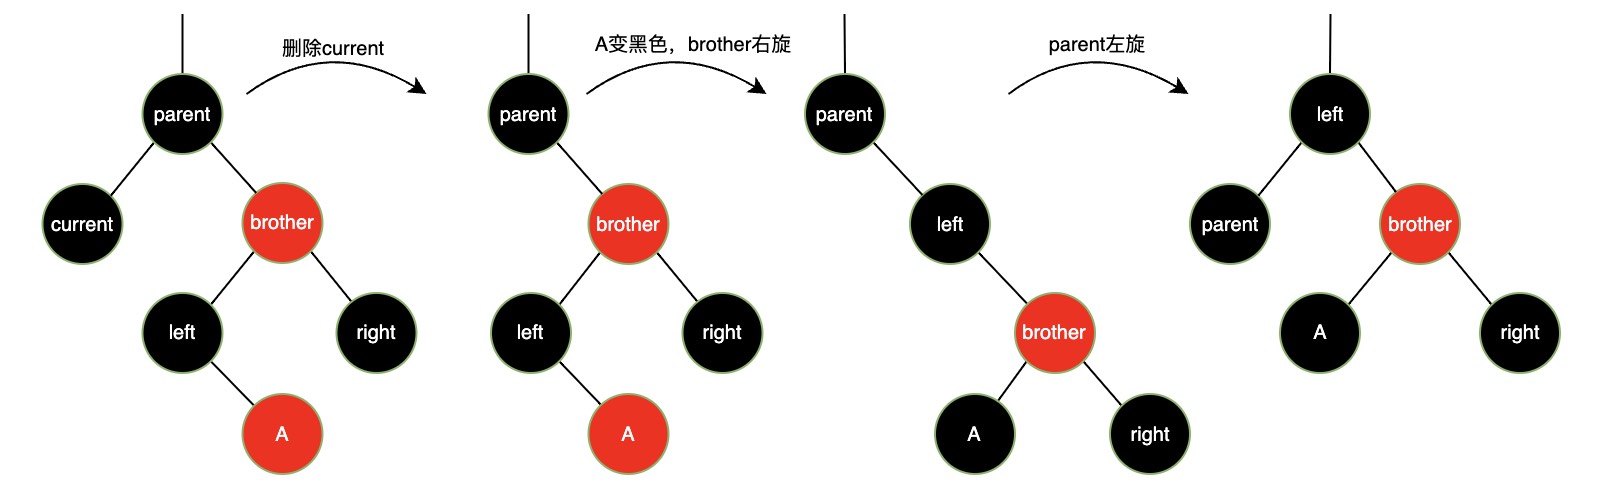 删除current
A变黑色，brother右旋
parent左旋
parent
parent
parent
left
current
brother
brother
left
parent
brother
left
right
left
right
brother
A
right
A
A
A
right